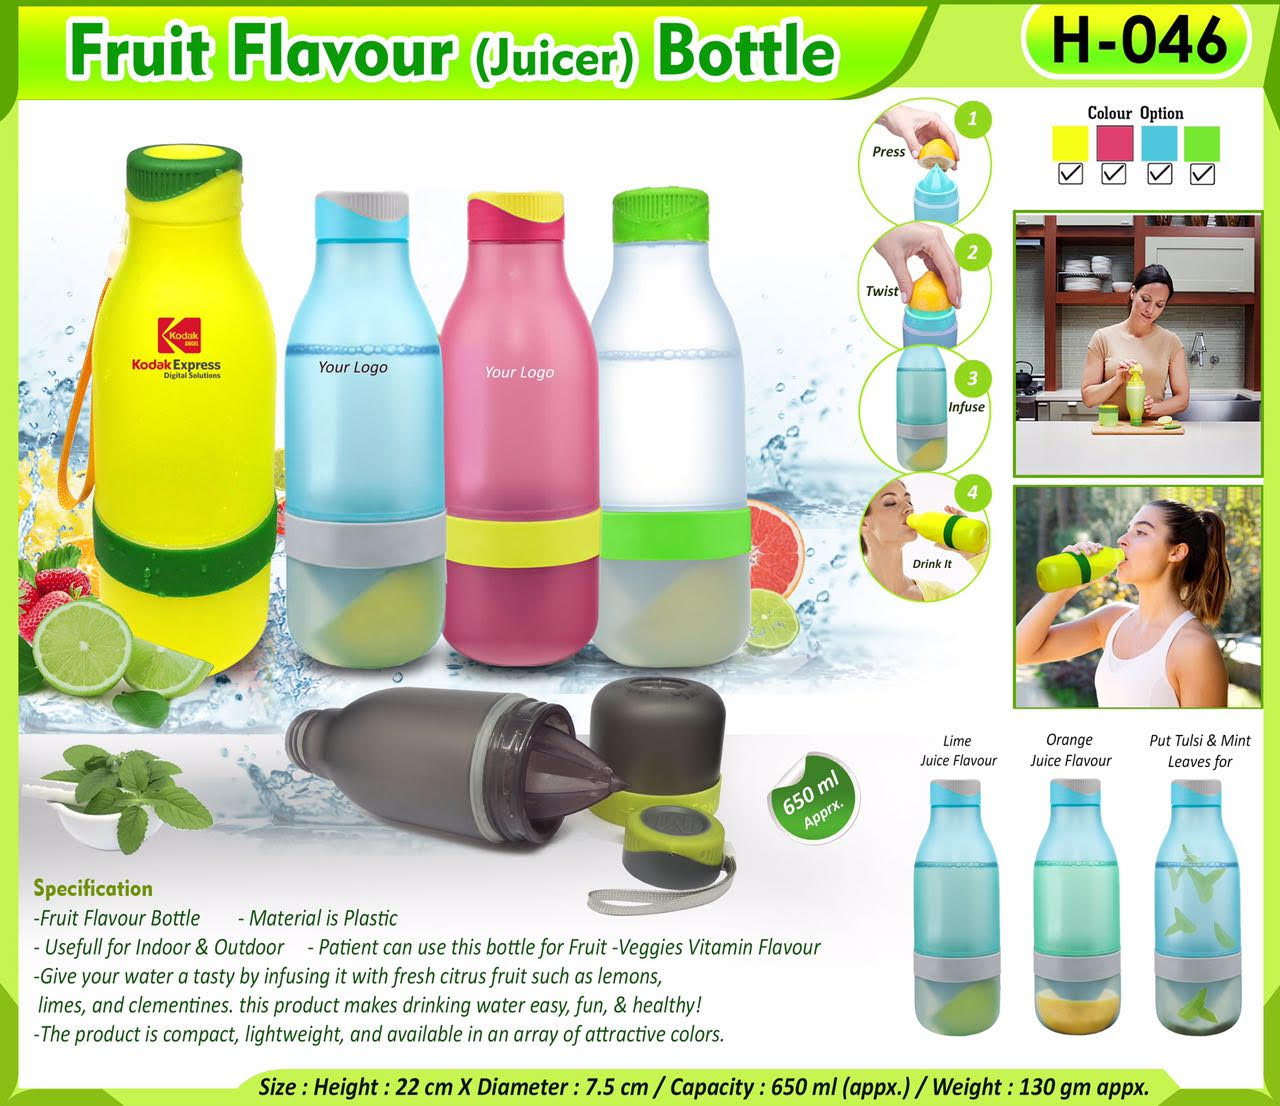 Fruit Flavour (Juicer) Bottle
H-046
Colour Option
1
Press
2
Twist
3
Infuse
4
Drink It
Kodak
ANGEL
Kodak Express
Digital Solutions
Your Logo
Your Logo
650 ml
Apprx.
Lime
Juice Flavour
Orange
Juice Flavour
Put Tulsi & Mint
Leaves for
Specification
-Fruit Flavour Bottle - Material is Plastic
- Usefull for Indoor & Outdoor - Patient can use this bottle for Fruit -Veggies Vitamin Flavour
-Give your water a tasty by infusing it with fresh citrus fruit such as lemons,
limes, and clementines. this product makes drinking water easy, fun, & healthy!
-The product is compact, lightweight, and available in an array of attractive colors.
Size : Height : 22 cm X Diameter : 7.5 cm / Capacity : 650 ml (appx.) / Weight : 130 gm appx.